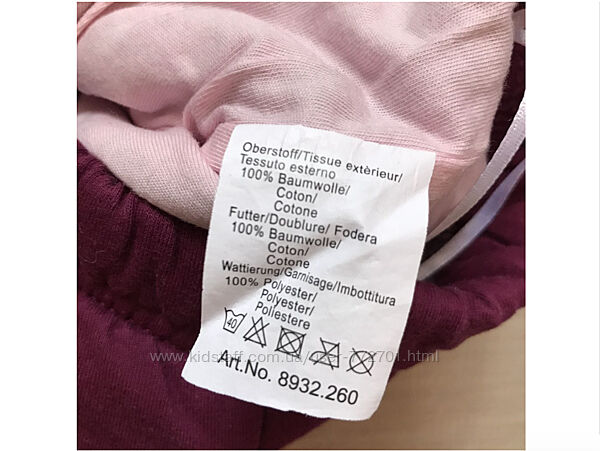 Oberstoff/Tissue extèrieur/
Tessuto esterno
100% Baumwolle/
Coton/
Cotone
Futter/Doublure/ Fodera
100% Baumwolle/
Coton/
Cotone
Wattierung/Garnisage/Imbottitura
100% Polyester/
Polyester/
Poliestere
40
Art.No. 8932.260